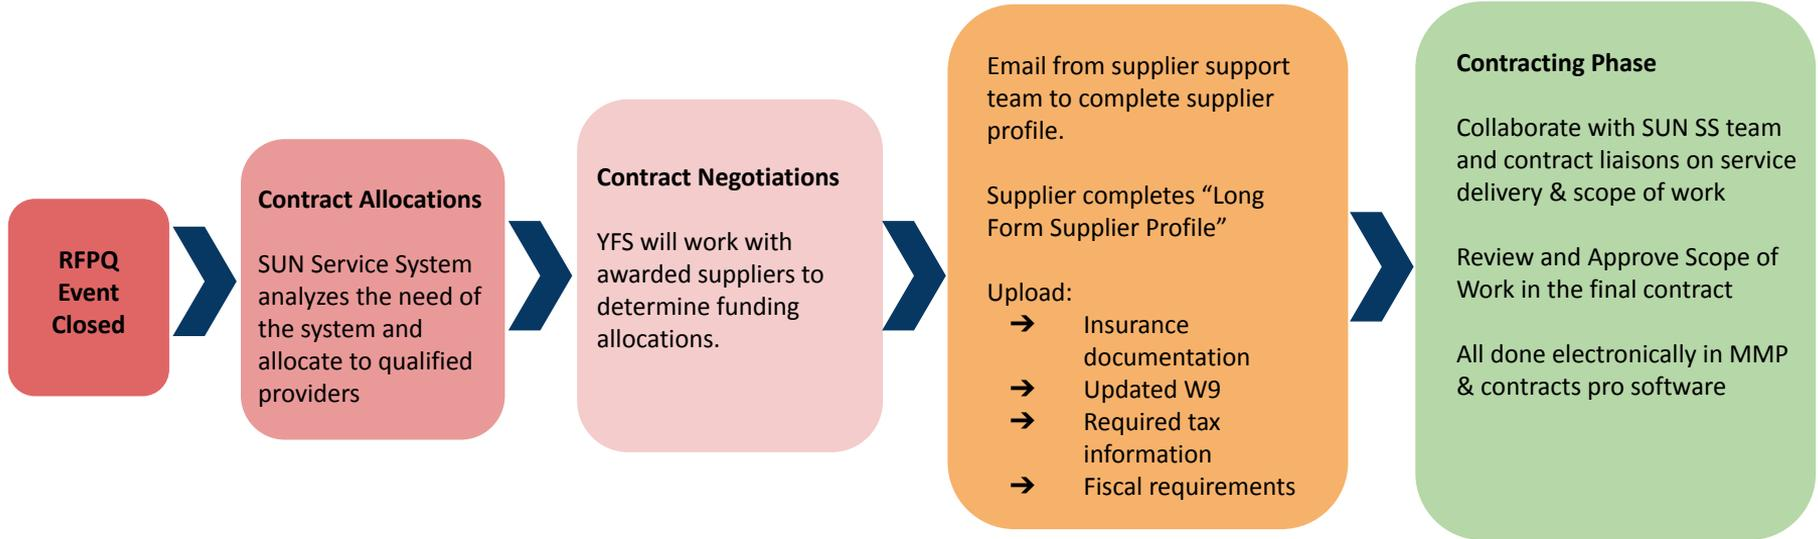 RFPQ
Event
Closed
Contract Allocations
SUN Service System
analyzes the need of
the system and
allocate to qualified
providers
Contract Negotiations
YFS will work with
awarded suppliers to
determine funding
allocations.
Email from supplier support
team to complete supplier
profile.
Supplier completes “Long
Form Supplier Profile”
Upload:
➔ Insurance
documentation
➔ Updated W9
➔ Required tax
information
➔ Fiscal requirements
Contracting Phase
Collaborate with SUN SS team
and contract liaisons on service
delivery & scope of work
Review and Approve Scope of
Work in the final contract
All done electronically in MMP
& contracts pro software